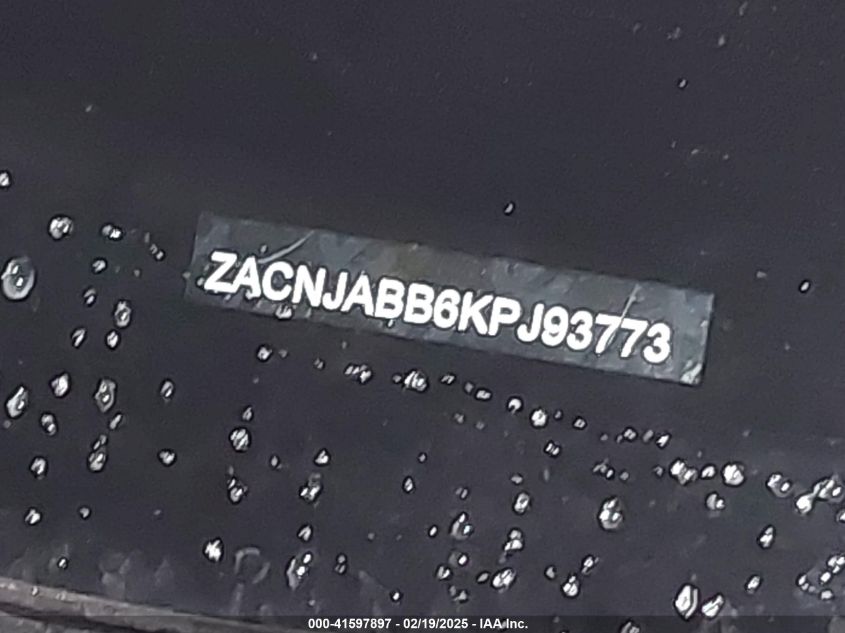 ZACNJABB6KPJ93773
000-41597897 - 02/19/2025 - IAA, Inc.